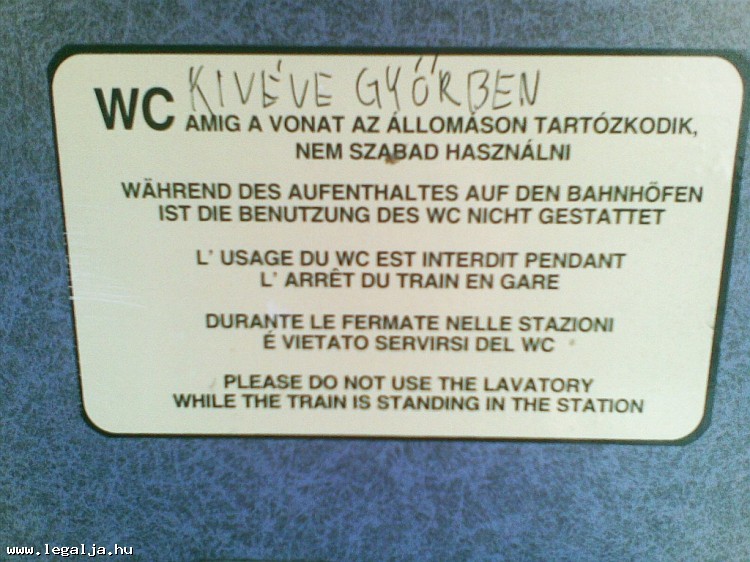 KIVÉVE GYŐRBEN
WC AMIG A VONAT AZ ÁLLOMÁSON TARTÓZKODIK,
NEM SZABAD HASZNÁLNI
WÄHREND DES AUFENTHALTES AUF DEN BAHNHÖFEN
IST DIE BENUTZUNG DES WC NICHT GESTATTET
L' USAGE DU WC EST INTERDIT PENDANT
L' ARRÊT DU TRAIN EN GARE
DURANTE LE FERMATE NELLE STAZIONI
É VIETATO SERVIRSI DEL WC
PLEASE DO NOT USE THE LAVATORY
WHILE THE TRAIN IS STANDING IN THE STATION
www.legalja.hu